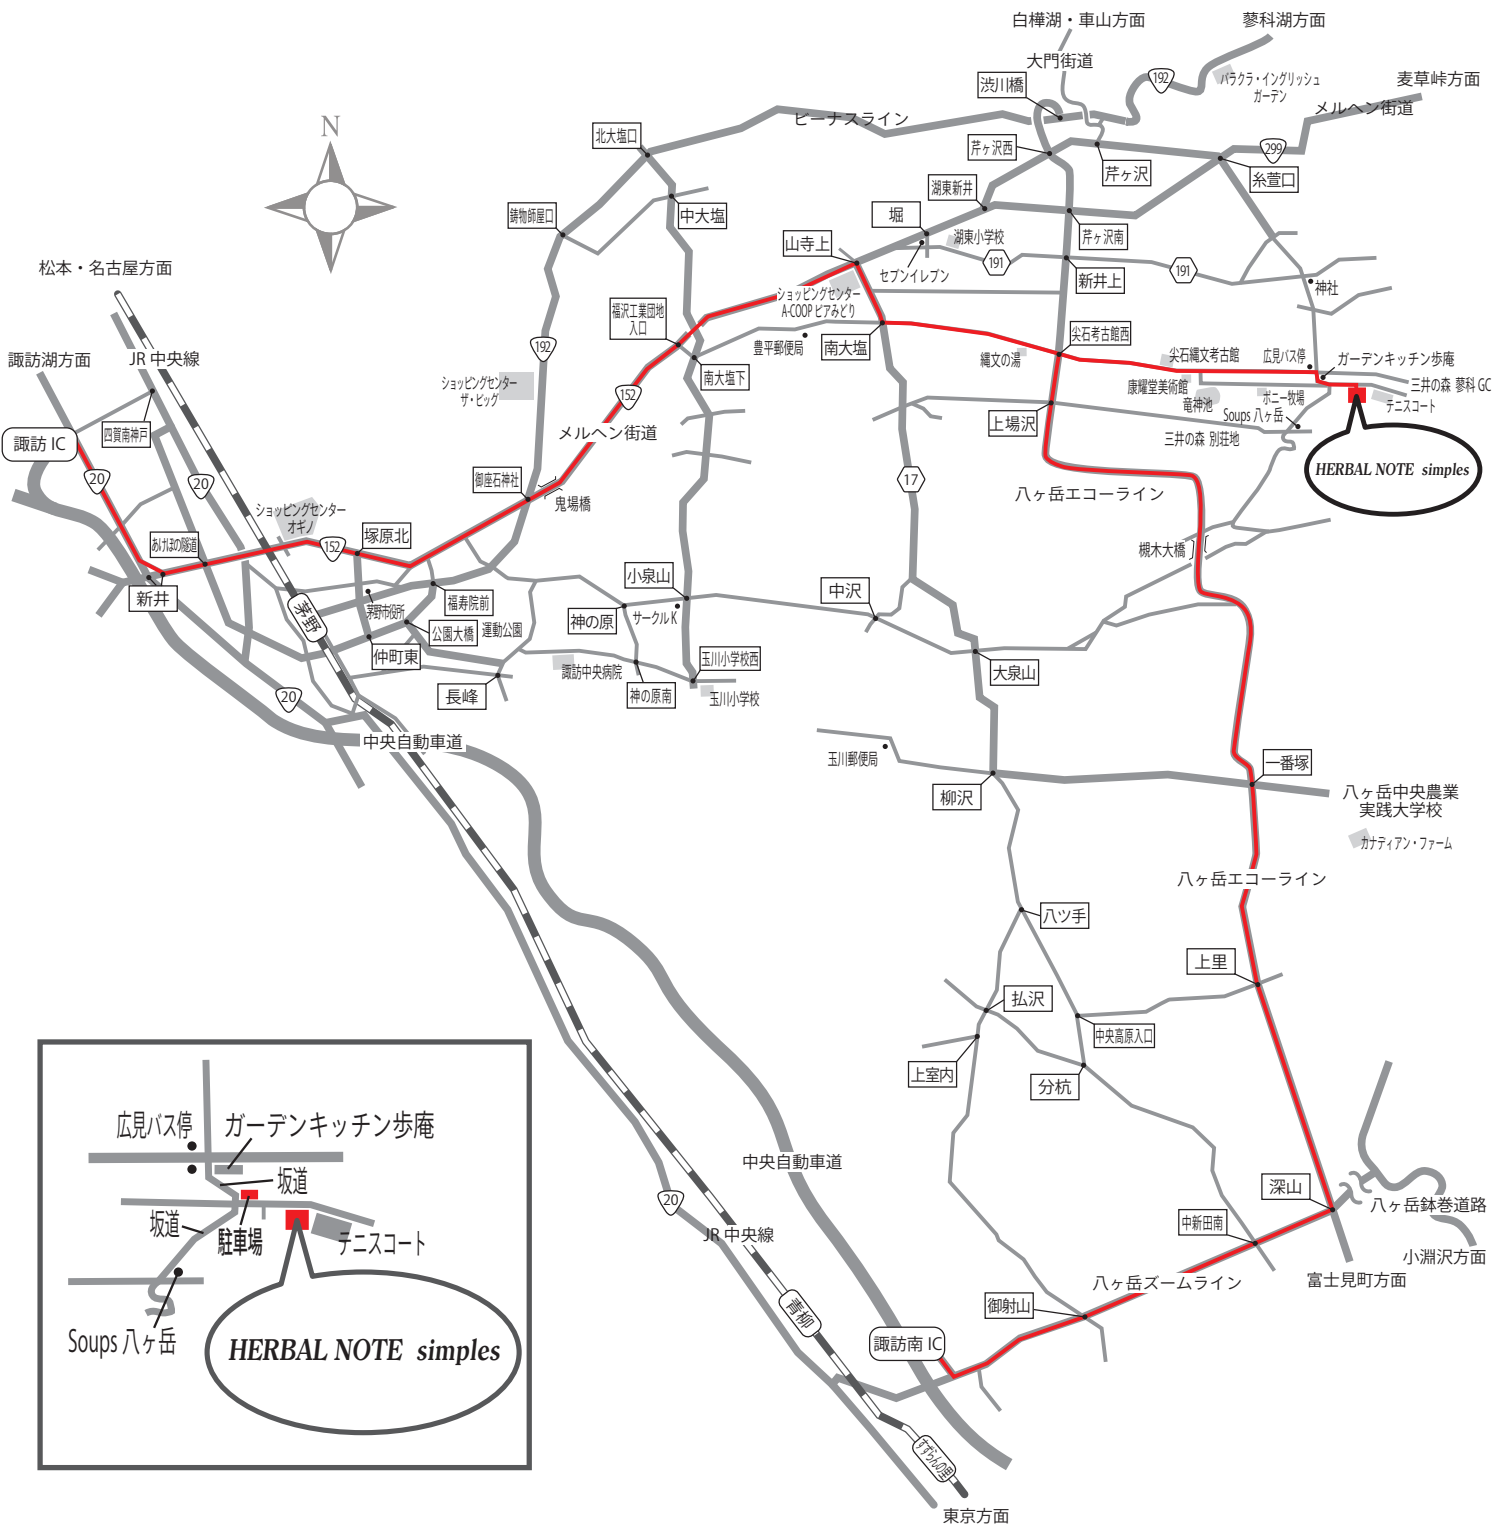 白樺湖・車山方面
蓼科湖方面
大門街道
渋川橋
192
バラクラ・イングリッシュ
ガーデン
麦草峠方面
メルヘン街道
ビーナスライン
N
北大塩口
芹ヶ沢西
芹ヶ沢
299
糸萱口
湖東新井
中大塩
鋳物師屋口
堀
芹ヶ沢南
湖東小学校
山寺上
セブンイレブン
191
新井上
191
神社
松本・名古屋方面
ショッピングセンター
A-COOP ピアみどり
福沢工業団地
入口
諏訪湖方面
JR 中央線
192
豊平郵便局
南大塩
尖石考古館西
縄文の湯
尖石縄文考古館
広見バス停
ガーデンキッチン歩庵
南大塩下
ショッピングセンター
ザ・ビッグ
152
康耀堂美術館
竜神池
ポニー牧場
三井の森 蓼科 GC
テニスコート
Soups 八ヶ岳
上場沢
三井の森 別荘地
四賀南神戸
諏訪 IC
メルヘン街道
HERBAL NOTE simples
20
20
御座石神社
鬼場橋
17
八ヶ岳エコーライン
ショッピングセンター
オギノ
152
塚原北
あけぼの隧道
槻木大橋
新井
茅野
茅野市役所
福寿院前
小泉山
サークル K
神の原
中沢
公園大橋
運動公園
仲町東
玉川小学校西
諏訪中央病院
大泉山
長峰
神の原南
玉川小学校
20
中央自動車道
玉川郵便局
一番塚
柳沢
八ヶ岳中央農業
実践大学校
カナディアン・ファーム
八ヶ岳エコーライン
八ツ手
上里
払沢
中央高原入口
上室内
分杭
広見バス停
ガーデンキッチン歩庵
坂道
坂道
駐車場
テニスコート
Soups 八ヶ岳
HERBAL NOTE simples
中央自動車道
20
JR 中央線
深山
中新田南
八ヶ岳鉢巻道路
小淵沢方面
富士見町方面
八ヶ岳ズームライン
御射山
青柳
諏訪南 IC
すずらんの里
東京方面